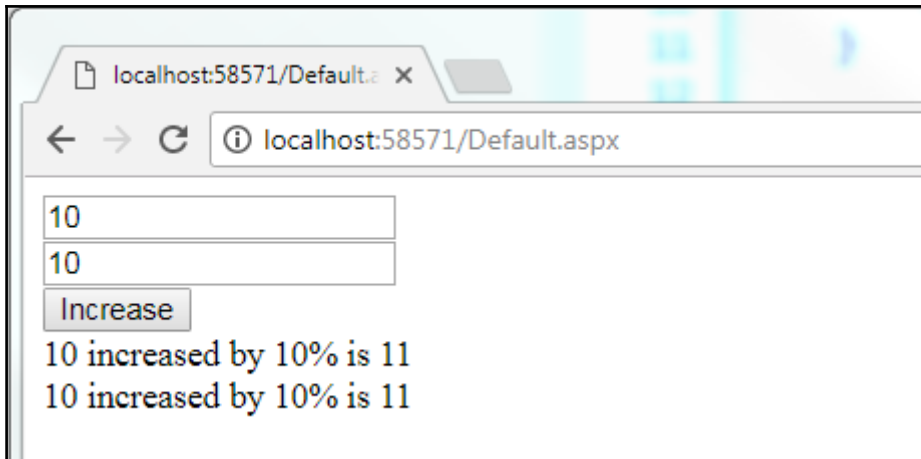 localhost:58571/Default.a
localhost:58571/Default.aspx
10
10
Increase
10 increased by 10% is 11
10 increased by 10% is 11